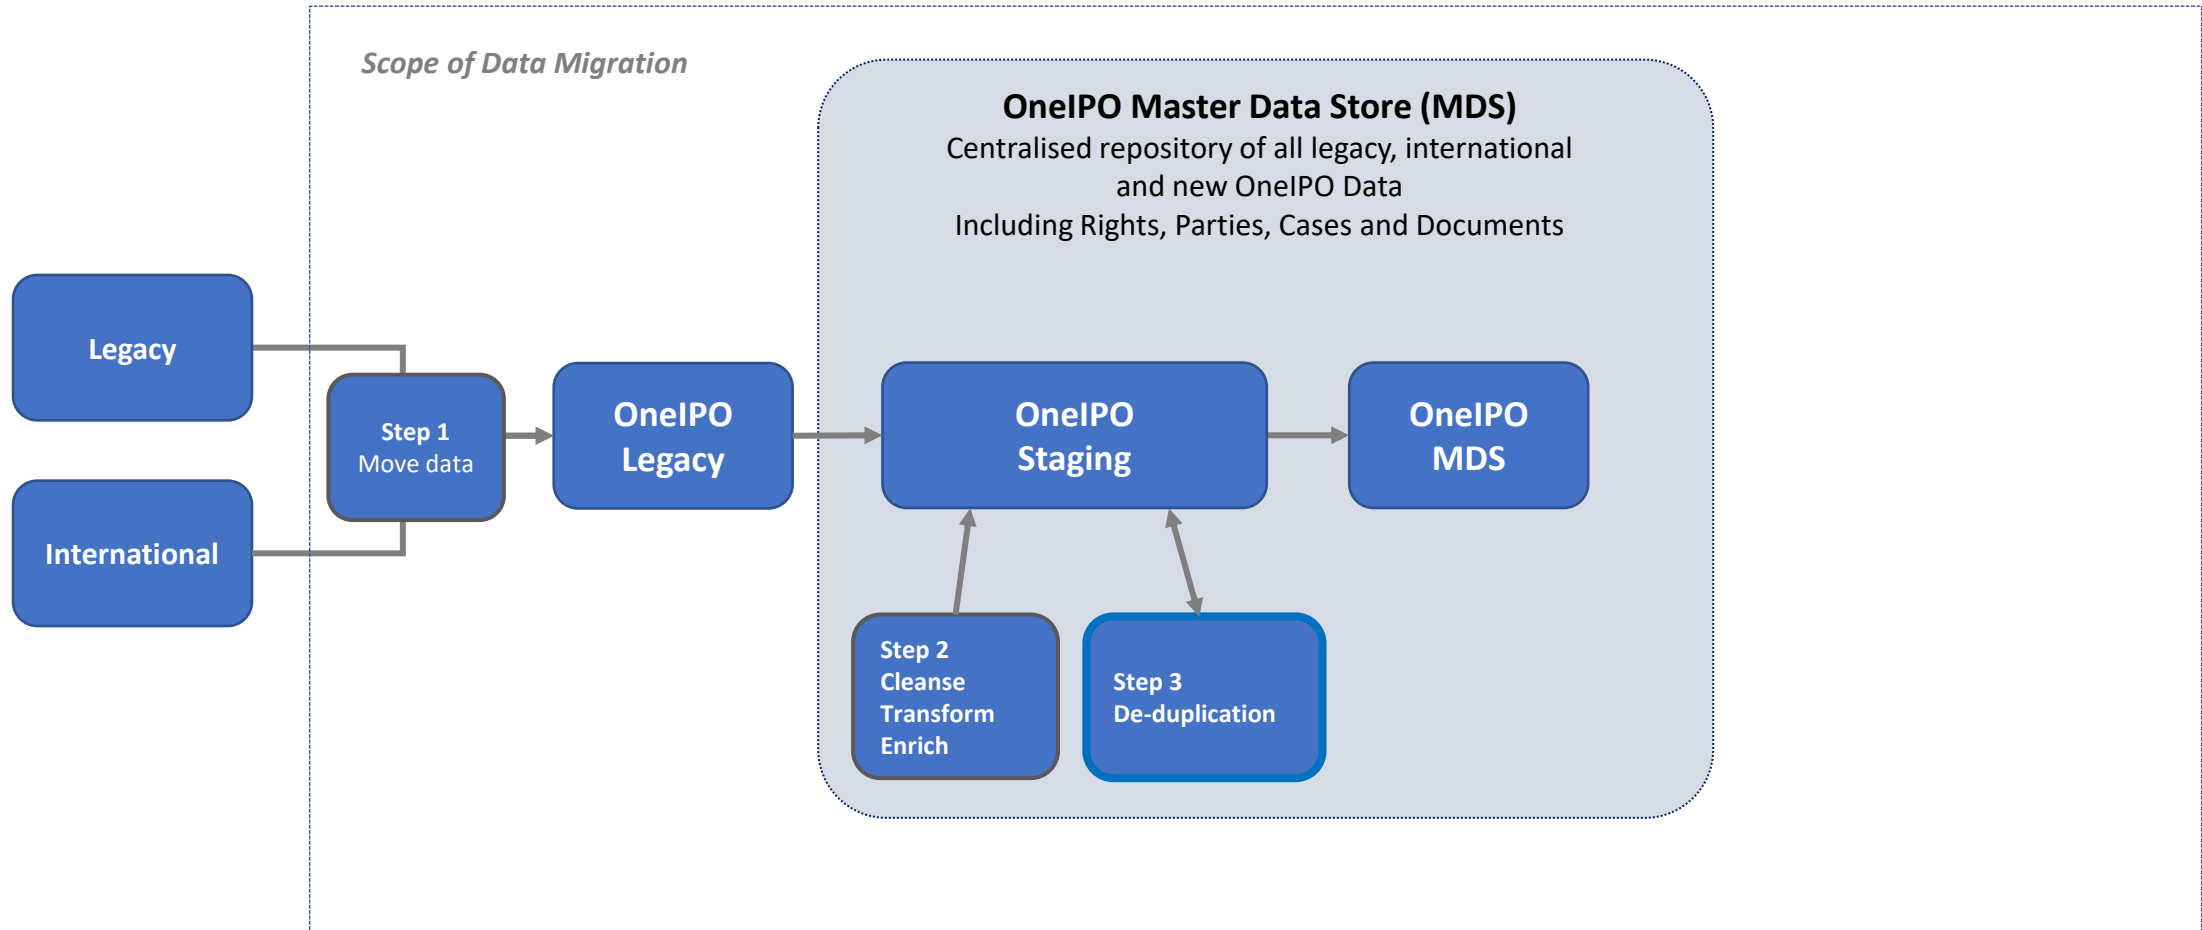 Scope of Data Migration
OneIPO Master Data Store (MDS)
Centralised repository of all legacy, international
and new OneIPO Data
Including Rights, Parties, Cases and Documents
Legacy
International
Step 1
Move data
OneIPO
Legacy
OneIPO
Staging
OneIPO
MDS
Step 2
Cleanse
Transform
Enrich
Step 3
De-duplication